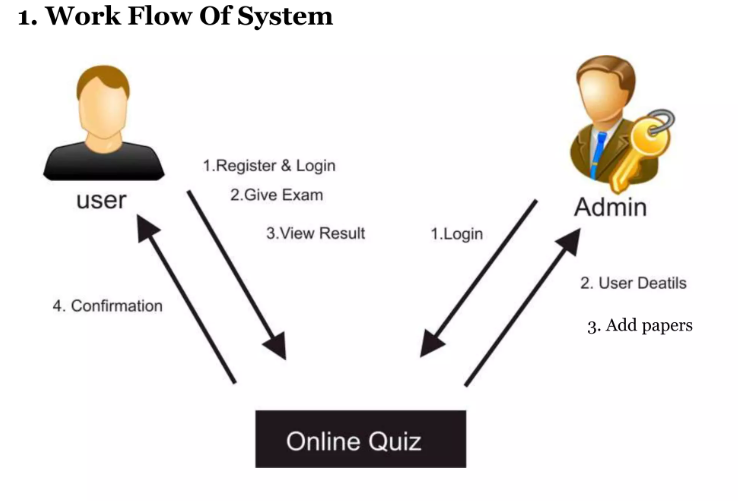 1. Work Flow Of System
1.Register & Login
user
2.Give Exam
Admin
3.View Result
1.Login
2. User Deatils
4. Confirmation
3. Add papers
Online Quiz